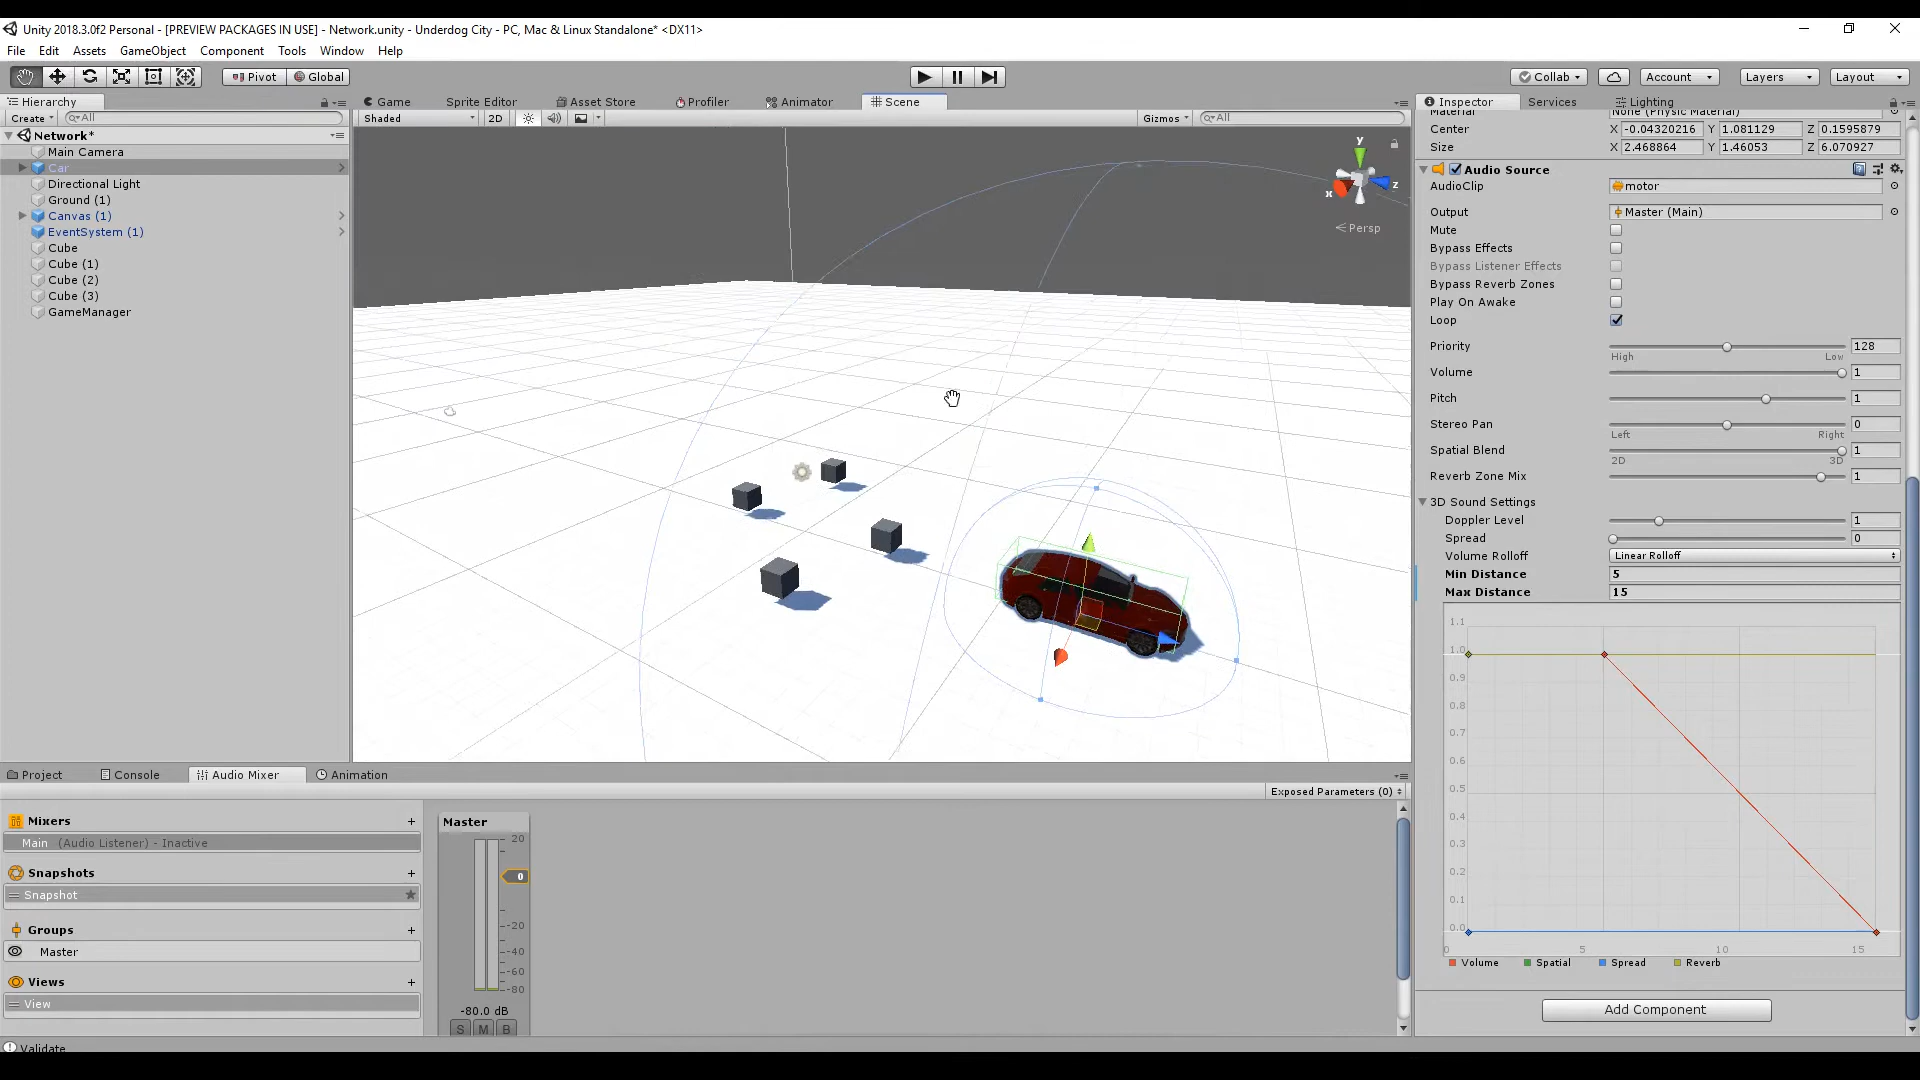 Unity 2018.3.0f2 Personal - [PREVIEW PACKAGES IN USE] - Network.unity - Underdog City - PC, Mac & Linux Standalone* <DX11>
File Edit Assets GameObject Component Tools Window Help
Pivot Global Collab Account Layers Layout
Hierarchy
Create All
Network*
Main Camera
Car
Directional Light
Ground (1)
Canvas (1)
EventSystem (1)
Cube
Cube (1)
Cube (2)
Cube (3)
GameManager
Game Sprite Editor Asset Store Profiler Animator Scene
Shaded 2D Gizmos All
y
x z
Persp
Inspector Services Lighting
Material None (Physic Material)
Center X -0.04320216 Y 1.081129 Z 0.1595879
Size X 2.468864 Y 1.46053 Z 6.070927
Audio Source
AudioClip motor
Output Master (Main)
Mute
Bypass Effects
Bypass Listener Effects
Bypass Reverb Zones
Play On Awake
Loop
Priority 128
High Low
Volume 1
Pitch 1
Stereo Pan 0
Left Right
Spatial Blend 1
2D 3D
Reverb Zone Mix 1
3D Sound Settings
Doppler Level 1
Spread 0
Volume Rolloff Linear Rolloff
Min Distance 5
Max Distance 15
1.1
1.0
0.9
0.8
0.7
0.6
0.5
0.4
0.3
0.2
0.1
0.0
0 5 10 15
Volume Spatial Spread Reverb
Add Component
Project Console Audio Mixer Animation
Exposed Parameters (0)
Mixers +
Main (Audio Listener) - Inactive
Snapshots +
Snapshot
Groups +
Master
Views +
View
Master
20
0
-20
-40
-60
-80
-80.0 dB
S M B
Validate